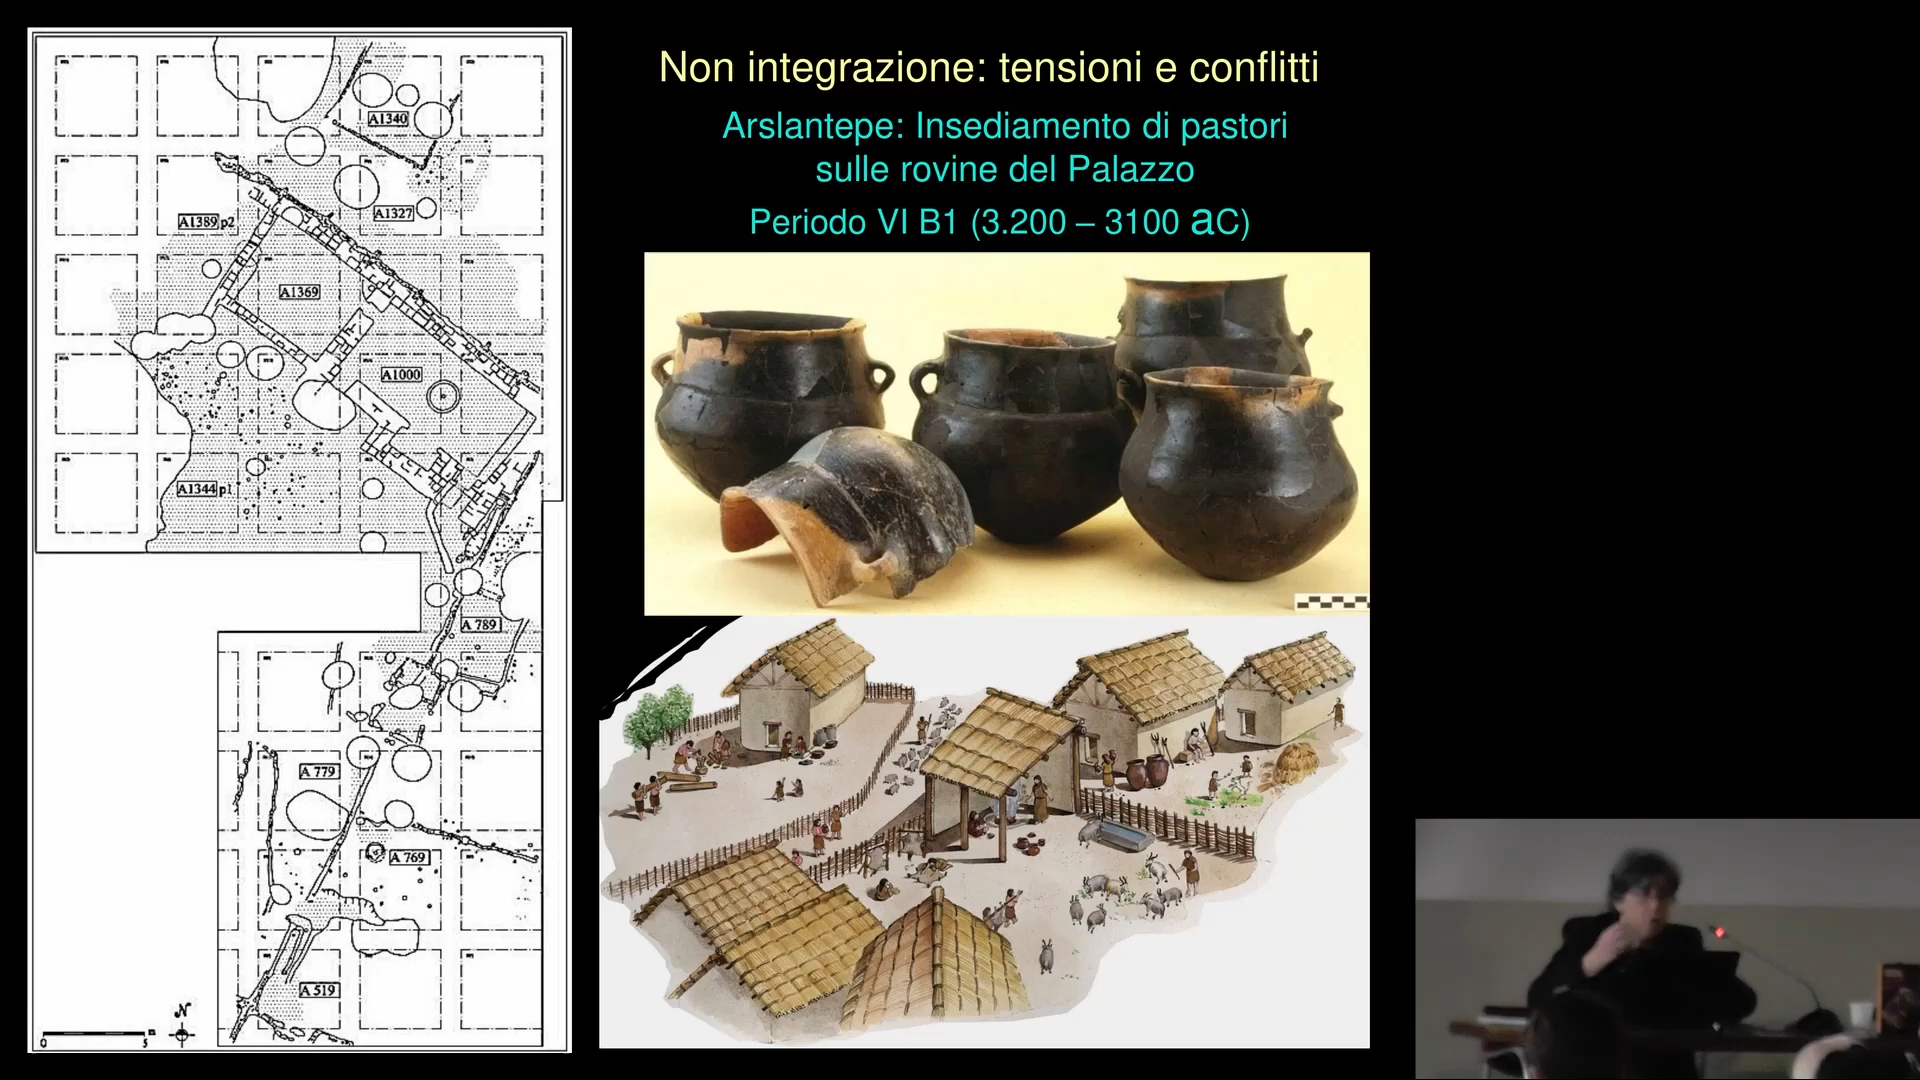 Non integrazione: tensioni e conflitti
Arslantepe: Insediamento di pastori
sulle rovine del Palazzo
Periodo VI B1 (3.200 – 3100 aC)
A1340
A1327
A1389 p2
A1369
A1000
A1344 p1
A 789
A 779
A 769
A 519
N
0 5